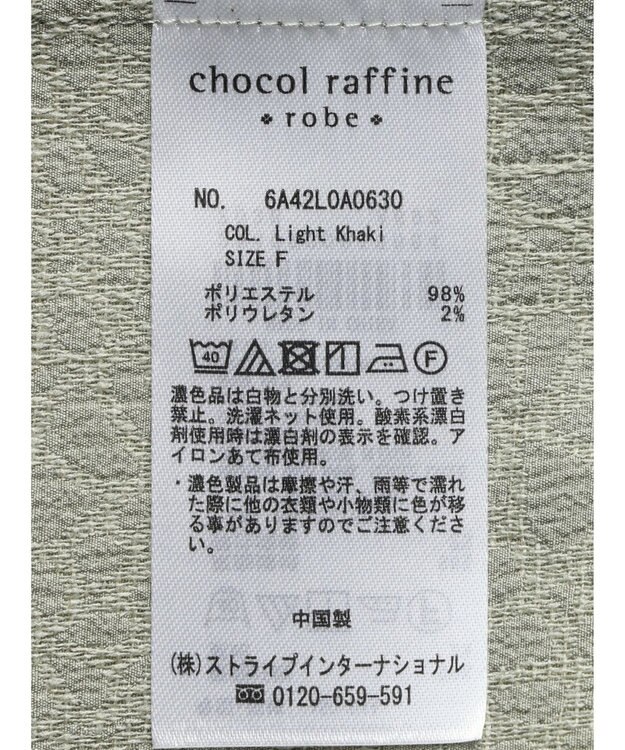 chocol raffine
robe
NO. 6A42L0A0630
COL. Light Khaki
SIZE F
ポリエステル 98%
ポリウレタン 2%
40 F
濃色品は白物と分別洗い。つけ置き
禁止。洗濯ネット使用。酸素系漂白
剤使用時は漂白剤の表示を確認。ア
イロンあて布使用。
・濃色製品は摩擦や汗、雨等で濡れ
た際に他の衣類や小物類に色が移
る事がありますのでご注意くださ
い。
中国製
(株)ストライプインターナショナル
0120-659-591